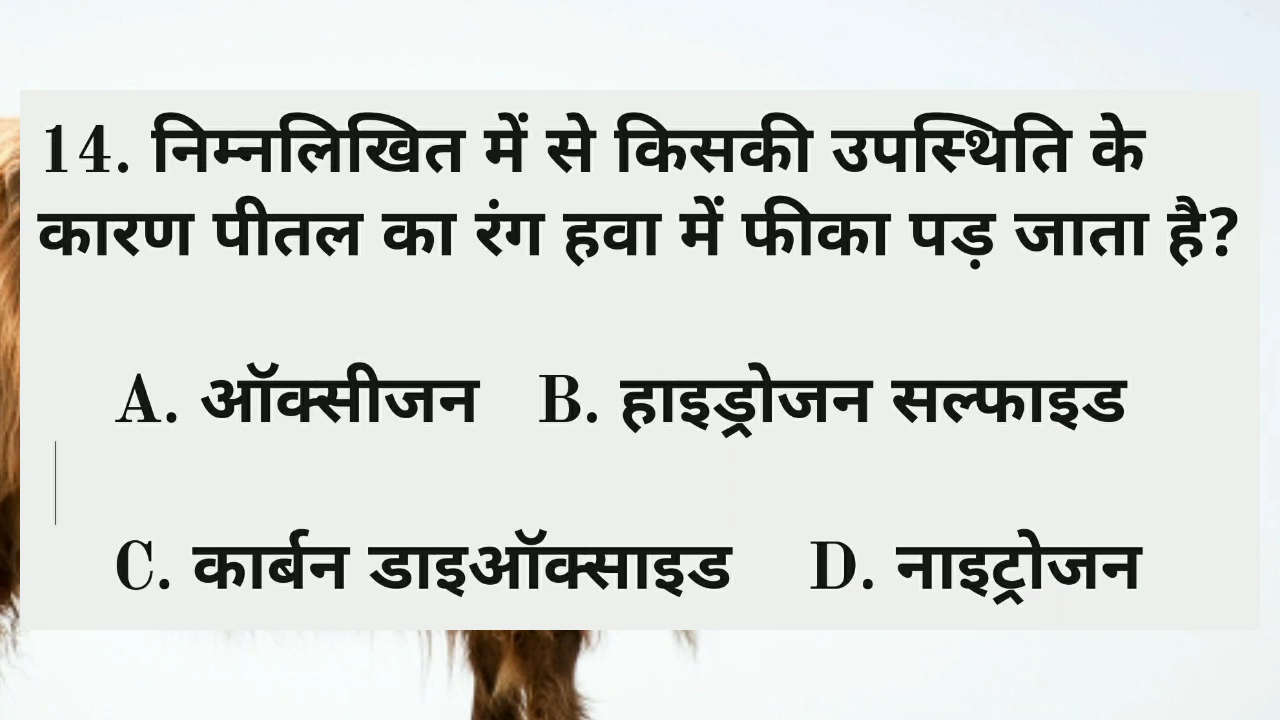 14. निम्नलिखित में से किसकी उपस्थिति के
कारण पीतल का रंग हवा में फीका पड़ जाता है?
A. ऑक्सीजन B. हाइड्रोजन सल्फाइड
C. कार्बन डाइऑक्साइड D. नाइट्रोजन